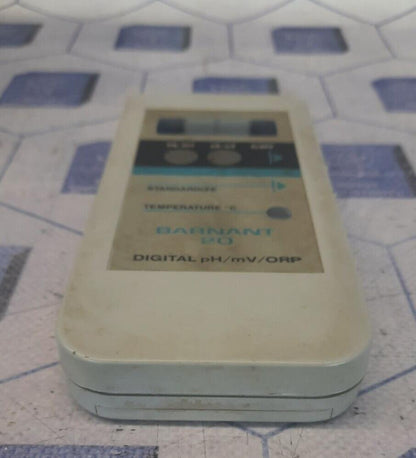 STANDARDIZE
TEMPERATURE °C
BARNANT
20
DIGITAL pH/mV/ORP